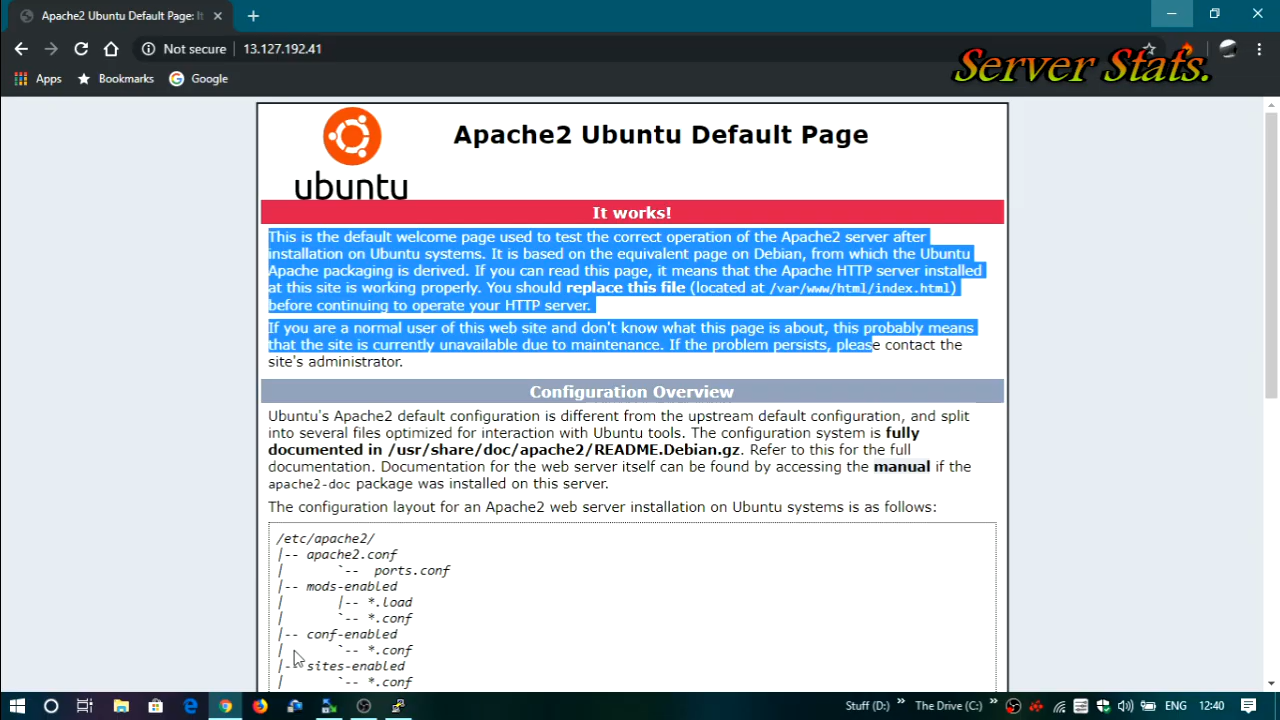 Apache2 Ubuntu Default Page: It
Not secure
13.127.192.41
Server Stats.
Apps
Bookmarks
Google
ubuntu
Apache2 Ubuntu Default Page
It works!
This is the default welcome page used to test the correct operation of the Apache2 server after
installation on Ubuntu systems. It is based on the equivalent page on Debian, from which the Ubuntu
Apache packaging is derived. If you can read this page, it means that the Apache HTTP server installed
at this site is working properly. You should replace this file (located at /var/www/html/index.html)
before continuing to operate your HTTP server.
If you are a normal user of this web site and don't know what this page is about, this probably means
that the site is currently unavailable due to maintenance. If the problem persists, please contact the
site's administrator.
Configuration Overview
Ubuntu's Apache2 default configuration is different from the upstream default configuration, and split
into several files optimized for interaction with Ubuntu tools. The configuration system is fully
documented in /usr/share/doc/apache2/README.Debian.gz. Refer to this for the full
documentation. Documentation for the web server itself can be found by accessing the manual if the
apache2-doc package was installed on this server.
The configuration layout for an Apache2 web server installation on Ubuntu systems is as follows:
/etc/apache2/
|-- apache2.conf
|       `--  ports.conf
|-- mods-enabled
|       |-- *.load
|       `-- *.conf
|-- conf-enabled
|       `-- *.conf
|-- sites-enabled
|       `-- *.conf
Stuff (D:)
The Drive (C:)
ENG
12:40